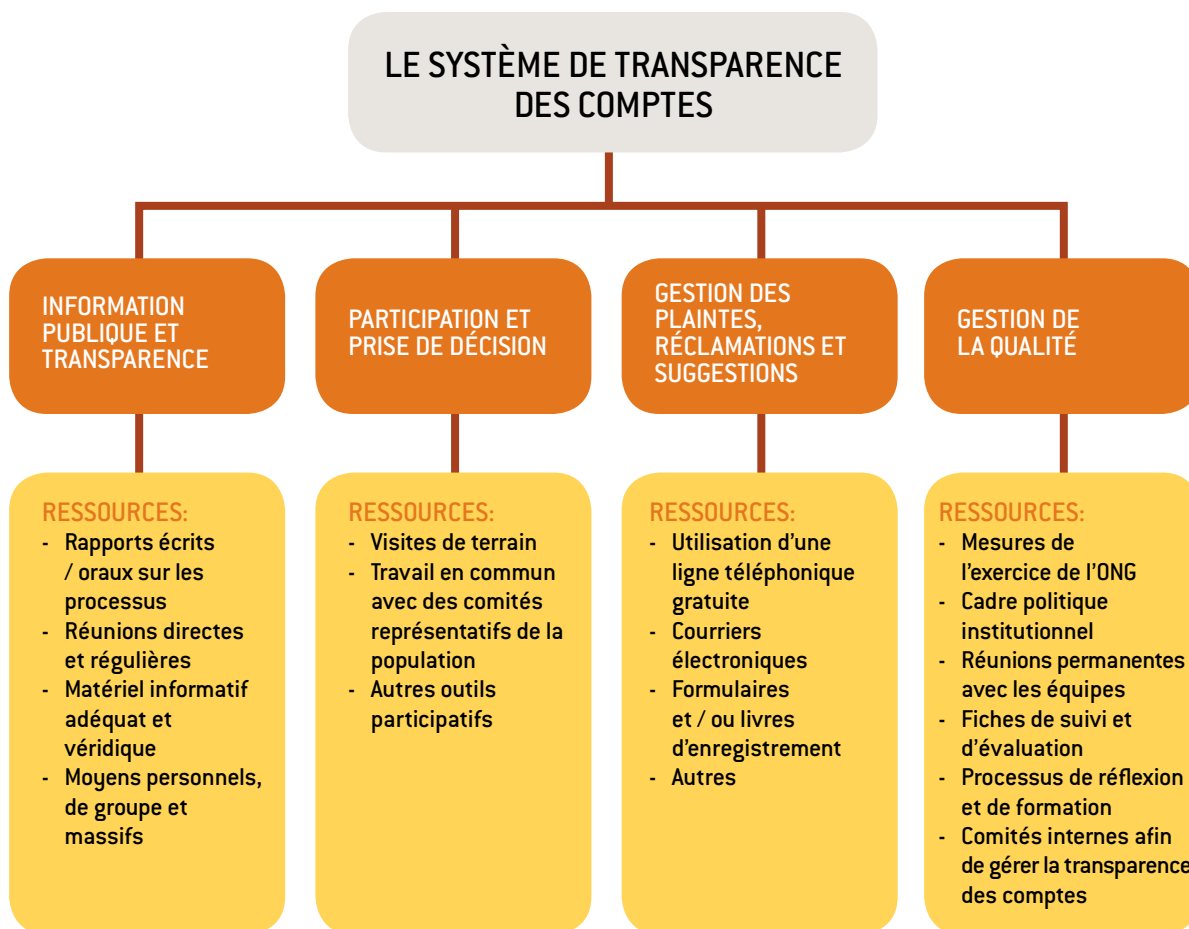 LE SYSTÈME DE TRANSPARENCE
DES COMPTES
INFORMATION
PUBLIQUE ET
TRANSPARENCE
RESSOURCES:
- Rapports écrits
/ oraux sur les
processus
- Réunions directes
et régulières
- Matériel informatif
adéquat et
véridique
- Moyens personnels,
de groupe et
massifs
PARTICIPATION ET
PRISE DE DÉCISION
RESSOURCES:
- Visites de terrain
- Travail en commun
avec des comités
représentatifs de la
population
- Autres outils
participatifs
GESTION DES
PLAINTES,
RÉCLAMATIONS ET
SUGGESTIONS
RESSOURCES:
- Utilisation d'une
ligne téléphonique
gratuite
- Courriers
électroniques
- Formulaires
et / ou livres
d'enregistrement
- Autres
GESTION DE
LA QUALITÉ
RESSOURCES:
- Mesures de
l'exercice de l'ONG
- Cadre politique
institutionnel
- Réunions permanentes
avec les équipes
- Fiches de suivi et
d'évaluation
- Processus de réflexion
et de formation
- Comités internes afin
de gérer la transparence
des comptes